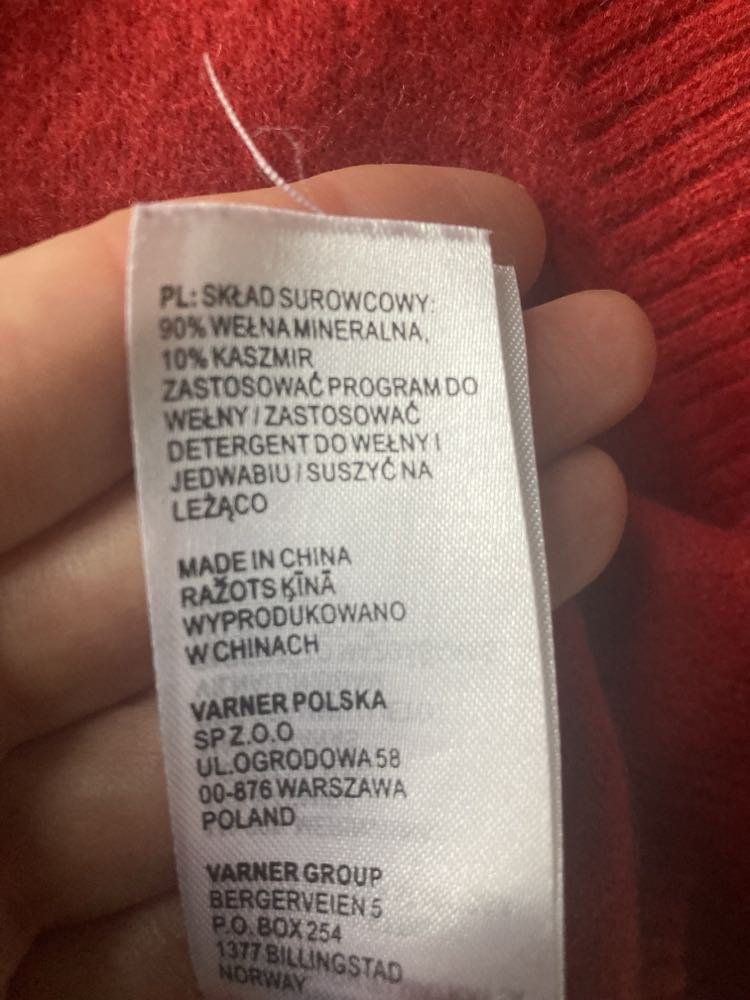 PL: SKŁAD SUROWCOWY:
90% WEŁNA MINERALNA,
10% KASZMIR
ZASTOSOWAĆ PROGRAM DO
WEŁNY / ZASTOSOWAĆ
DETERGENT DO WEŁNY I
JEDWABIU / SUSZYĆ NA
LEŻĄCO
MADE IN CHINA
RAŽOTS ĶĪNĀ
WYPRODUKOWANO
W CHINACH
VARNER POLSKA
SP Z.O.O
UL.OGRODOWA 58
00-876 WARSZAWA
POLAND
VARNER GROUP
BERGERVEIEN 5
P.O. BOX 254
1377 BILLINGSTAD
NORWAY